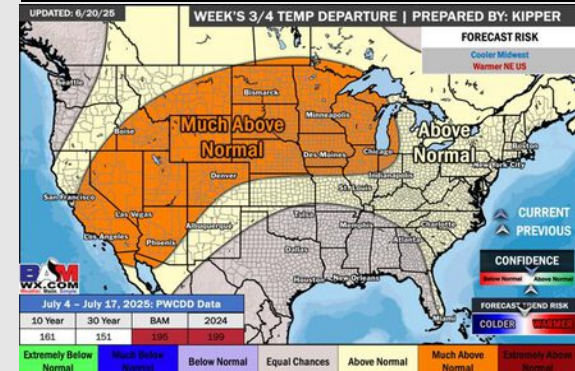 UPDATED: 6/20/25
WEEK'S 3/4 TEMP DEPARTURE | PREPARED BY: KIPPER
FORECAST RISK
Cooler Midwest
Warmer NE US
Seattle
Bismarck
Minneapolis
Boise
Much Above
Normal
Above
Normal
Boston
New York City
Des Moines
Chicago
Denver
Indianapolis
St. Louis
San Francisco
Las Vegas
Los Angeles
Phoenix
Albuquerque
Tulsa
Memphis
Charlotte
Atlanta
Dallas
Houston
New Orleans
Miami
CURRENT
PREVIOUS
CONFIDENCE
Below Normal
Above Normal
FORECAST TREND RISK
COLDER
WARMER
BAM
WX.COM
July 4 – July 17, 2025: PWCDD Data
10 Year 30 Year BAM 2024
161 151 195 199
Extremely Below Normal
Much Below Normal
Below Normal
Equal Chances
Above Normal
Much Above Normal
Extremely Above Normal